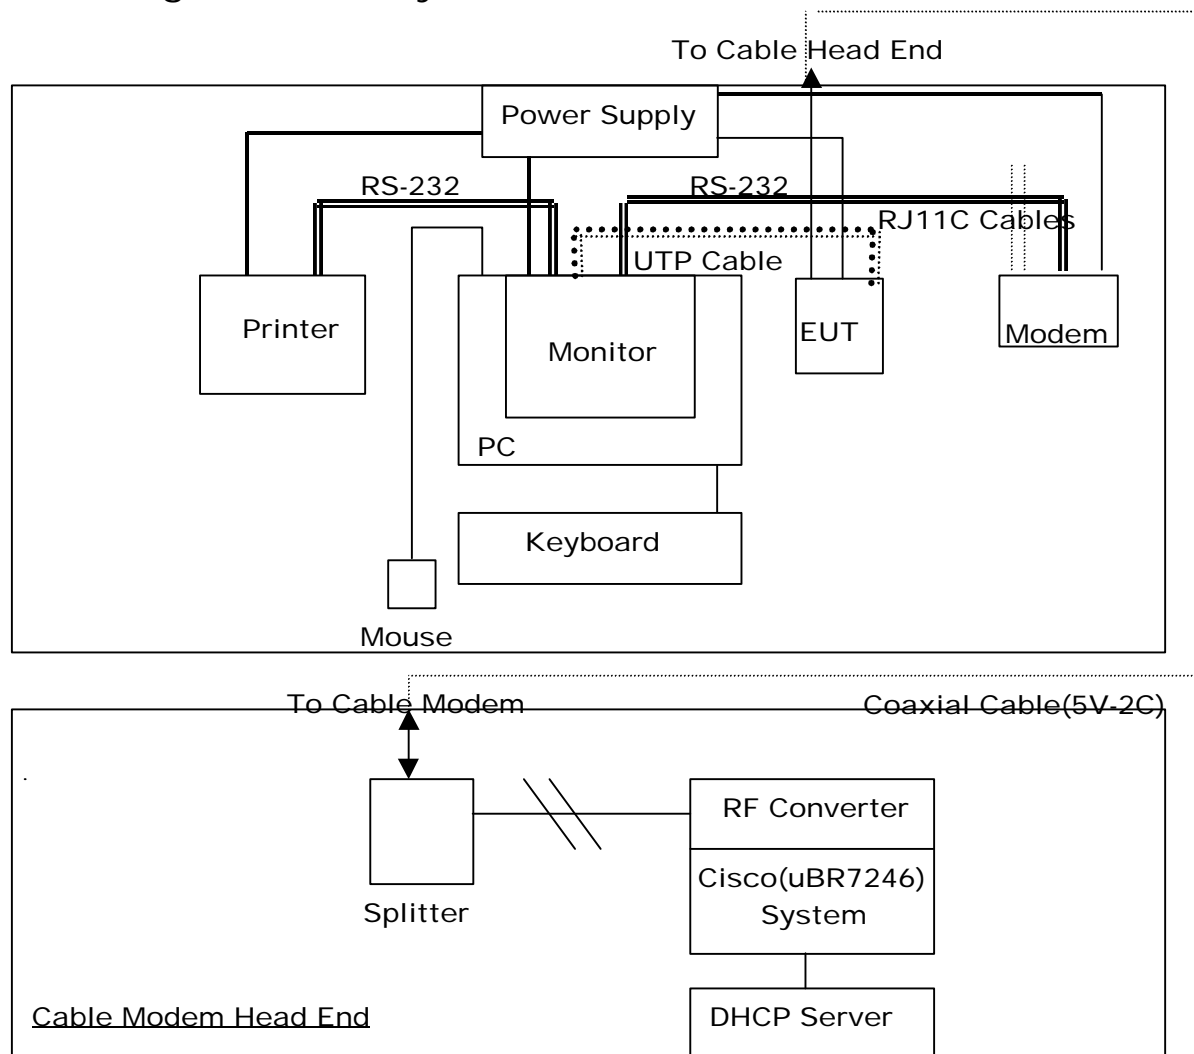 To Cable Head End
Power Supply
RS-232
RS-232
RJ11C Cables
UTP Cable
Printer
Monitor
EUT
Modem
PC
Keyboard
Mouse
To Cable Modem
Coaxial Cable(5V-2C)
RF Converter
Cisco(uBR7246)
System
Splitter
Cable Modem Head End
DHCP Server